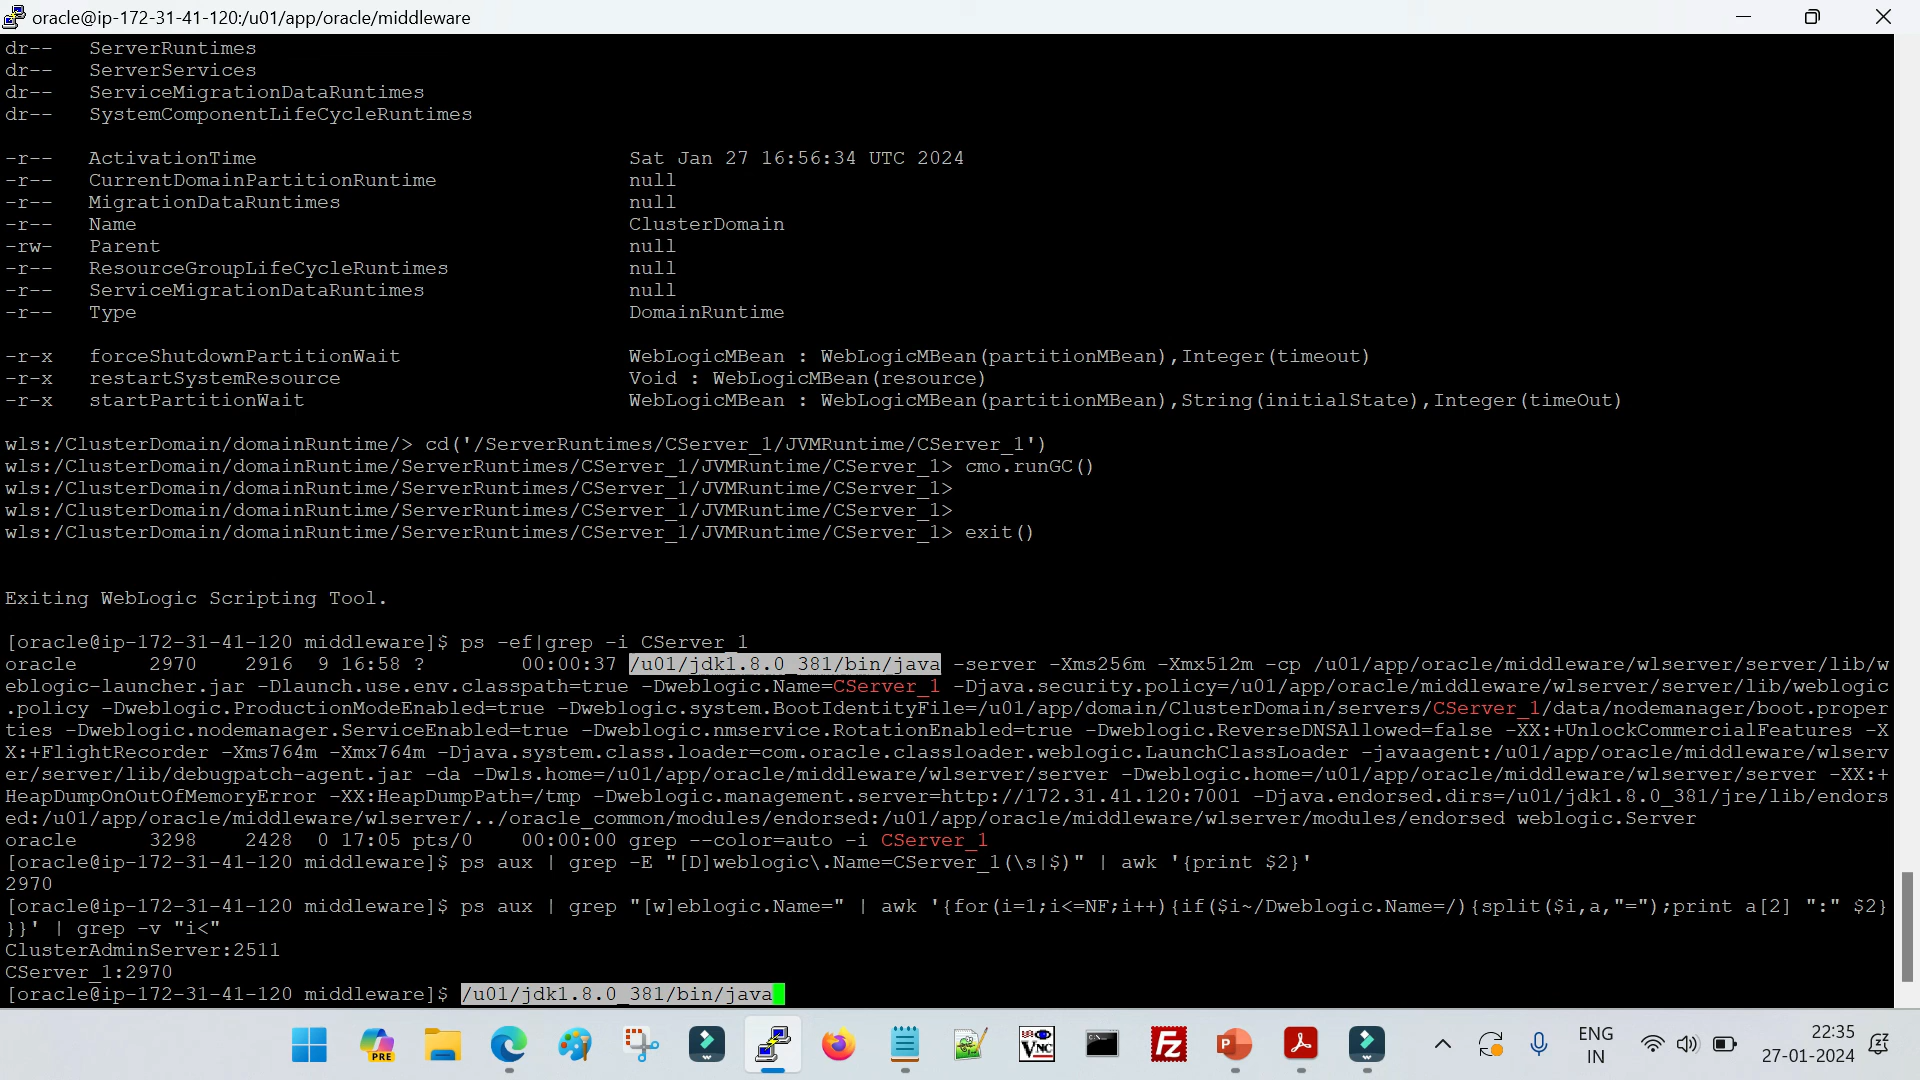 oracle@ip-172-31-41-120:/u01/app/oracle/middleware
dr-- ServerRuntimes
dr-- ServerServices
dr-- ServiceMigrationDataRuntimes
dr-- SystemComponentLifeCycleRuntimes
-r-- ActivationTime Sat Jan 27 16:56:34 UTC 2024
-r-- CurrentDomainPartitionRuntime null
-r-- MigrationDataRuntimes null
-r-- Name ClusterDomain
-rw- Parent null
-r-- ResourceGroupLifeCycleRuntimes null
-r-- ServiceMigrationDataRuntimes null
-r-- Type DomainRuntime
-r-x forceShutdownPartitionWait WebLogicMBean : WebLogicMBean(partitionMBean),Integer(timeout)
-r-x restartSystemResource Void : WebLogicMBean(resource)
-r-x startPartitionWait WebLogicMBean : WebLogicMBean(partitionMBean),String(initialState),Integer(timeOut)
wls:/ClusterDomain/domainRuntime/> cd('/ServerRuntimes/CServer_1/JVMRuntime/CServer_1')
wls:/ClusterDomain/domainRuntime/ServerRuntimes/CServer_1/JVMRuntime/CServer_1> cmo.runGC()
wls:/ClusterDomain/domainRuntime/ServerRuntimes/CServer_1/JVMRuntime/CServer_1>
wls:/ClusterDomain/domainRuntime/ServerRuntimes/CServer_1/JVMRuntime/CServer_1>
wls:/ClusterDomain/domainRuntime/ServerRuntimes/CServer_1/JVMRuntime/CServer_1> exit()
Exiting WebLogic Scripting Tool.
[oracle@ip-172-31-41-120 middleware]$ ps -ef|grep -i CServer_1
oracle 2970 2916 9 16:58 ? 00:00:37 /u01/jdk1.8.0_381/bin/java -server -Xms256m -Xmx512m -cp /u01/app/oracle/middleware/wlserver/server/lib/w
eblogic-launcher.jar -Dlaunch.use.env.classpath=true -Dweblogic.Name=CServer_1 -Djava.security.policy=/u01/app/oracle/middleware/wlserver/server/lib/weblogic
.policy -Dweblogic.ProductionModeEnabled=true -Dweblogic.system.BootIdentityFile=/u01/app/domain/ClusterDomain/servers/CServer_1/data/nodemanager/boot.proper
ties -Dweblogic.nodemanager.ServiceEnabled=true -Dweblogic.nmservice.RotationEnabled=true -Dweblogic.ReverseDNSAllowed=false -XX:+UnlockCommercialFeatures -X
X:+FlightRecorder -Xms764m -Xmx764m -Djava.system.class.loader=com.oracle.classloader.weblogic.LaunchClassLoader -javaagent:/u01/app/oracle/middleware/wlserv
er/server/lib/debugpatch-agent.jar -da -Dwls.home=/u01/app/oracle/middleware/wlserver/server -Dweblogic.home=/u01/app/oracle/middleware/wlserver/server -XX:+
HeapDumpOnOutOfMemoryError -XX:HeapDumpPath=/tmp -Dweblogic.management.server=http://172.31.41.120:7001 -Djava.endorsed.dirs=/u01/jdk1.8.0_381/jre/lib/endors
ed:/u01/app/oracle/middleware/wlserver/../oracle_common/modules/endorsed:/u01/app/oracle/middleware/wlserver/modules/endorsed weblogic.Server
oracle 3298 2428 0 17:05 pts/0 00:00:00 grep --color=auto -i CServer_1
[oracle@ip-172-31-41-120 middleware]$ ps aux | grep -E "[D]weblogic\.Name=CServer_1(\s|$)" | awk '{print $2}'
2970
[oracle@ip-172-31-41-120 middleware]$ ps aux | grep "[w]eblogic.Name=" | awk '{for(i=1;i<=NF;i++){if($i~/Dweblogic.Name=/){split($i,a,"=");print a[2] ":" $2}
}}' | grep -v "i<"
ClusterAdminServer:2511
CServer_1:2970
[oracle@ip-172-31-41-120 middleware]$ /u01/jdk1.8.0_381/bin/java
PRE
VNC
FZ
P
ENG
IN
22:35
27-01-2024